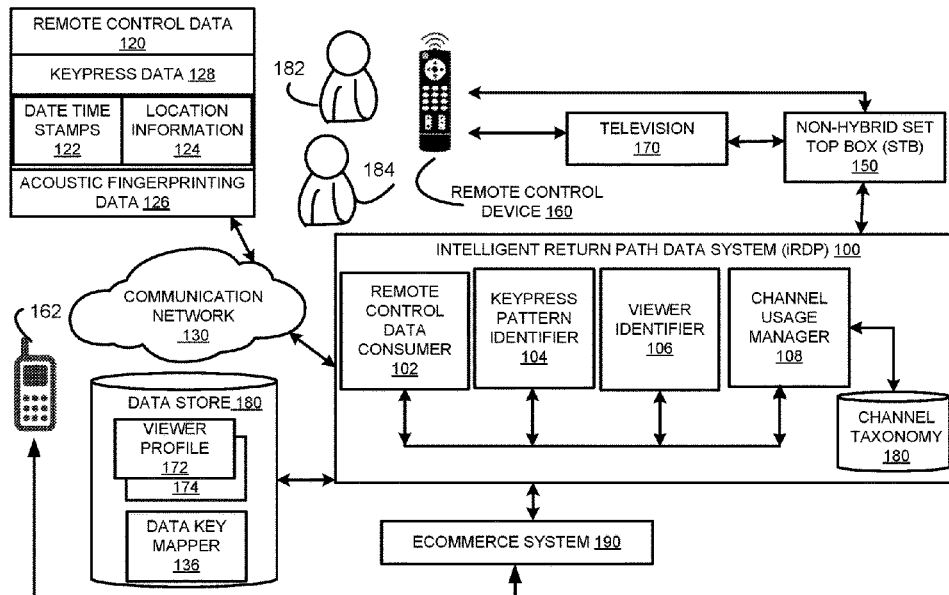 REMOTE CONTROL DATA
120
KEYPRESS DATA 128
DATE TIME
STAMPS
122
LOCATION
INFORMATION
124
ACOUSTIC FINGERPRINTING
DATA 126
182
184
REMOTE CONTROL
DEVICE 160
TELEVISION
170
NON-HYBRID SET
TOP BOX (STB)
150
COMMUNICATION
NETWORK
130
162
INTELLIGENT RETURN PATH DATA SYSTEM (iRDP) 100
REMOTE
CONTROL
DATA
CONSUMER
102
KEYPRESS
PATTERN
IDENTIFIER
104
VIEWER
IDENTIFIER
106
CHANNEL
USAGE
MANAGER
108
CHANNEL
TAXONOMY
180
DATA STORE 180
VIEWER
PROFILE
172
174
DATA KEY
MAPPER
136
ECOMMERCE SYSTEM 190